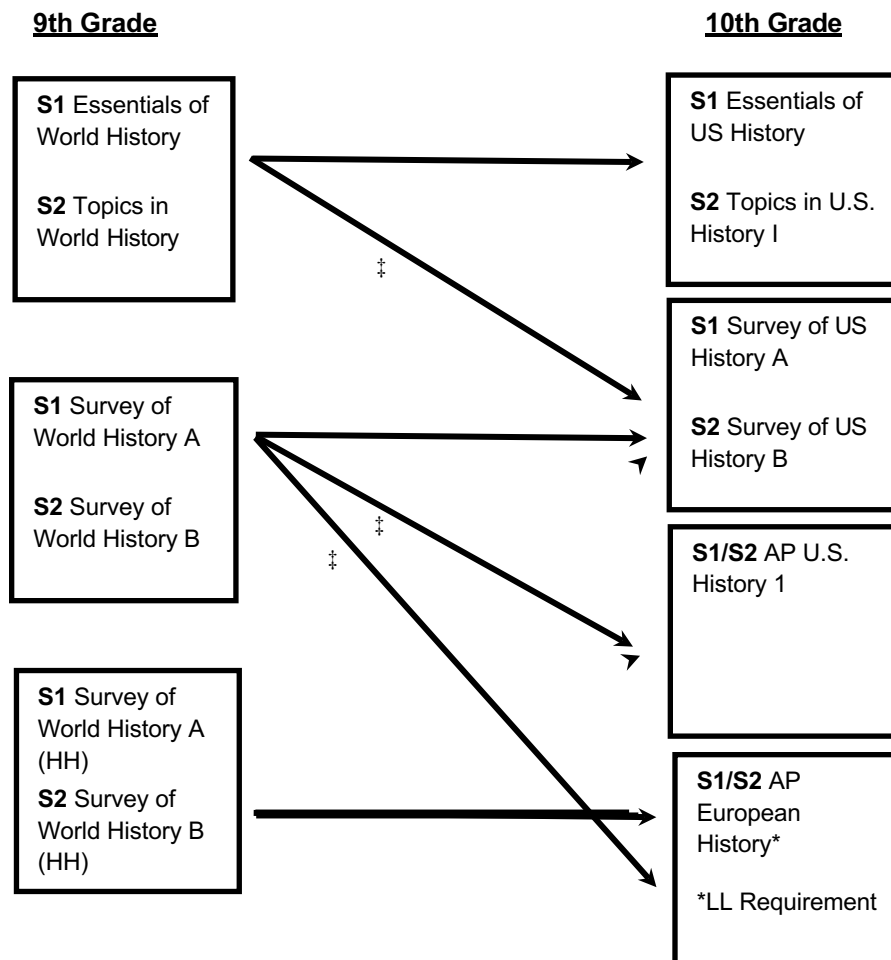 9th Grade
10th Grade
S1 Essentials of
World History
S2 Topics in
World History
S1 Survey of
World History A
S2 Survey of
World History B
S1 Survey of
World History A
(HH)
S2 Survey of
World History B
(HH)
‡
‡
‡
S1 Essentials of
US History
S2 Topics in U.S.
History I
S1 Survey of US
History A
S2 Survey of US
History B
S1/S2 AP U.S.
History 1
S1/S2 AP
European
History*
*LL Requirement